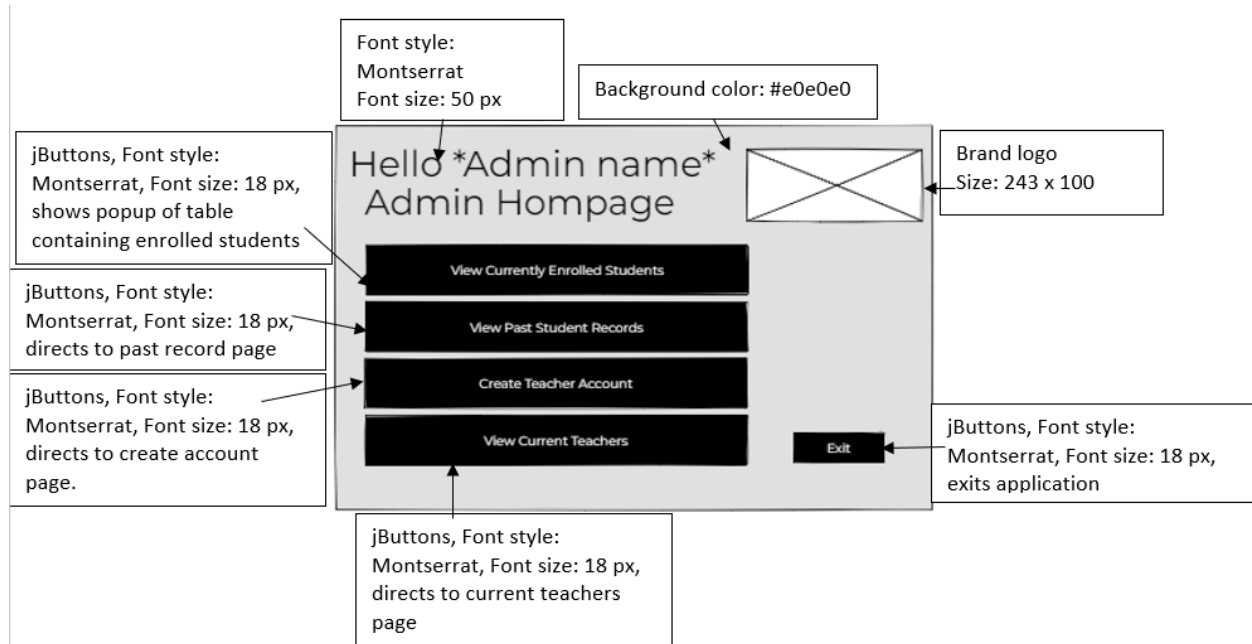 Font style:
Montserrat
Font size: 50 px
Background color: #e0e0e0
jButtons, Font style:
Montserrat, Font size: 18 px,
shows popup of table
containing enrolled students
Hello *Admin name*
Admin Hompage
Brand logo
Size: 243 x 100
View Currently Enrolled Students
jButtons, Font style:
Montserrat, Font size: 18 px,
directs to past record page
View Past Student Records
jButtons, Font style:
Montserrat, Font size: 18 px,
directs to create account
page.
Create Teacher Account
View Current Teachers
Exit
jButtons, Font style:
Montserrat, Font size: 18 px,
exits application
jButtons, Font style:
Montserrat, Font size: 18 px,
directs to current teachers
page